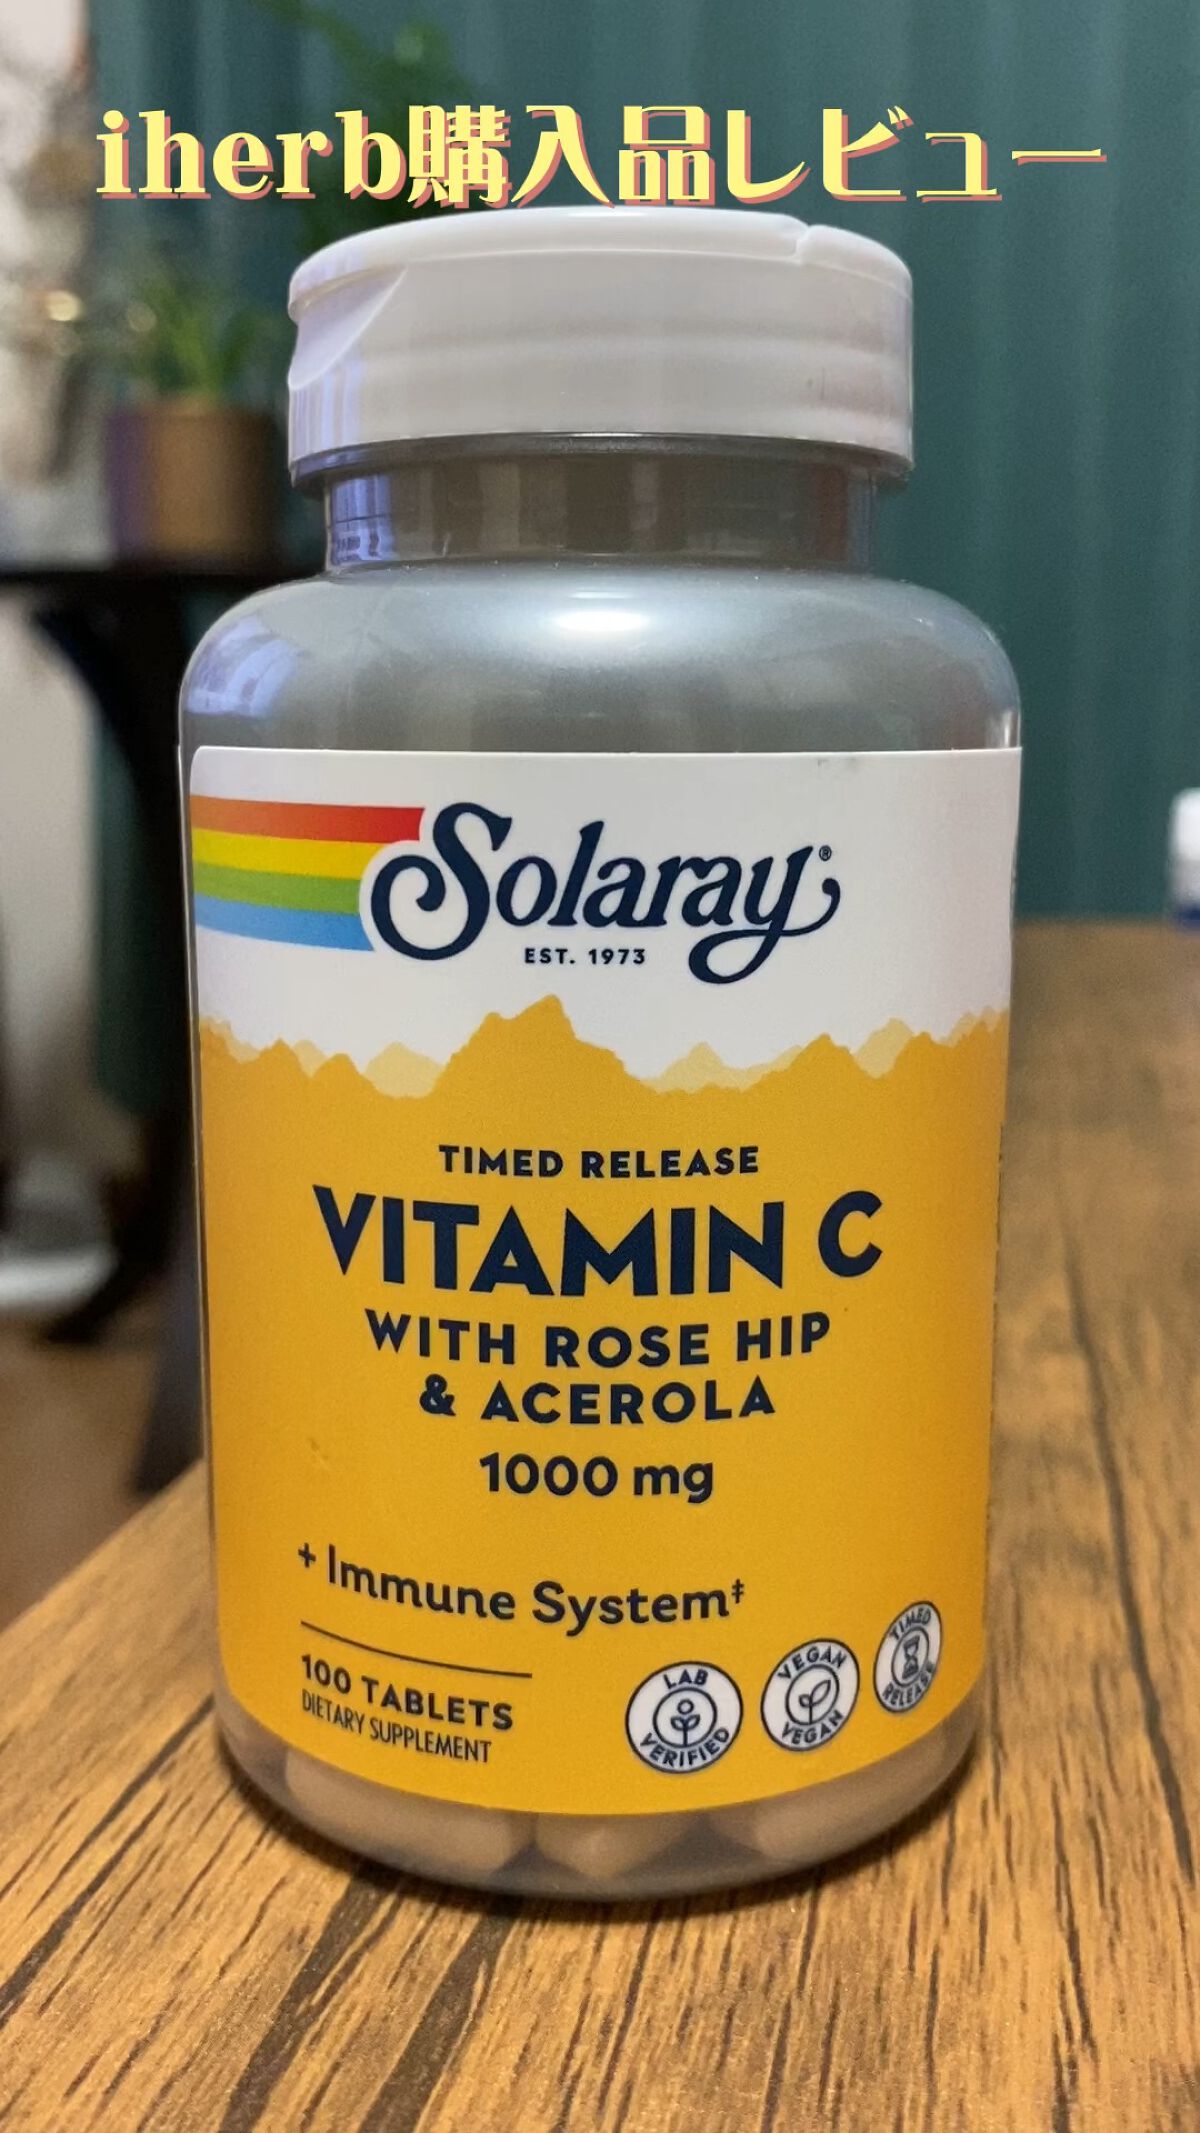 iherb購入品レビュー
Solaray®
EST. 1973
TIMED RELEASE
VITAMIN C
WITH ROSE HIP
& ACEROLA
1000 mg
+ Immune System‡
100 TABLETS
DIETARY SUPPLEMENT
LAB
VERIFIED
VEGAN
VEGAN
TIMED
RELEASE